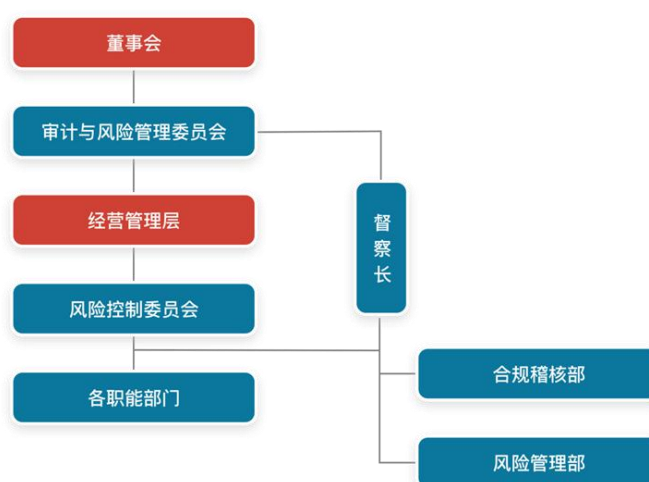 董事会
审计与风险管理委员会
经营管理层
督察长
风险控制委员会
合规稽核部
各职能部门
风险管理部